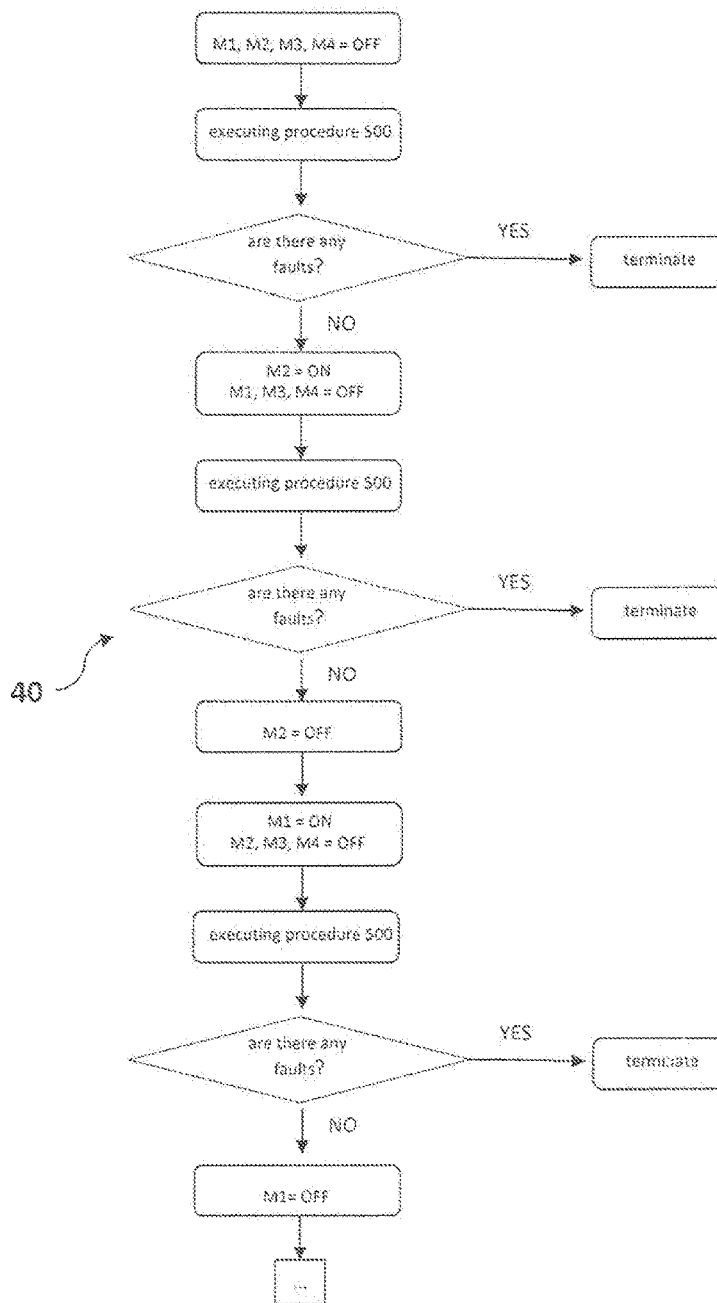 M1, M2, M3, M4 = OFF
executing procedure 500
are there any
faults?
YES
terminate
NO
M2 = ON
M1, M3, M4 = OFF
executing procedure 500
are there any
faults?
YES
terminate
40
NO
M2 = OFF
M1 = ON
M2, M3, M4 = OFF
executing procedure 500
are there any
faults?
YES
terminate
NO
M1= OFF
...